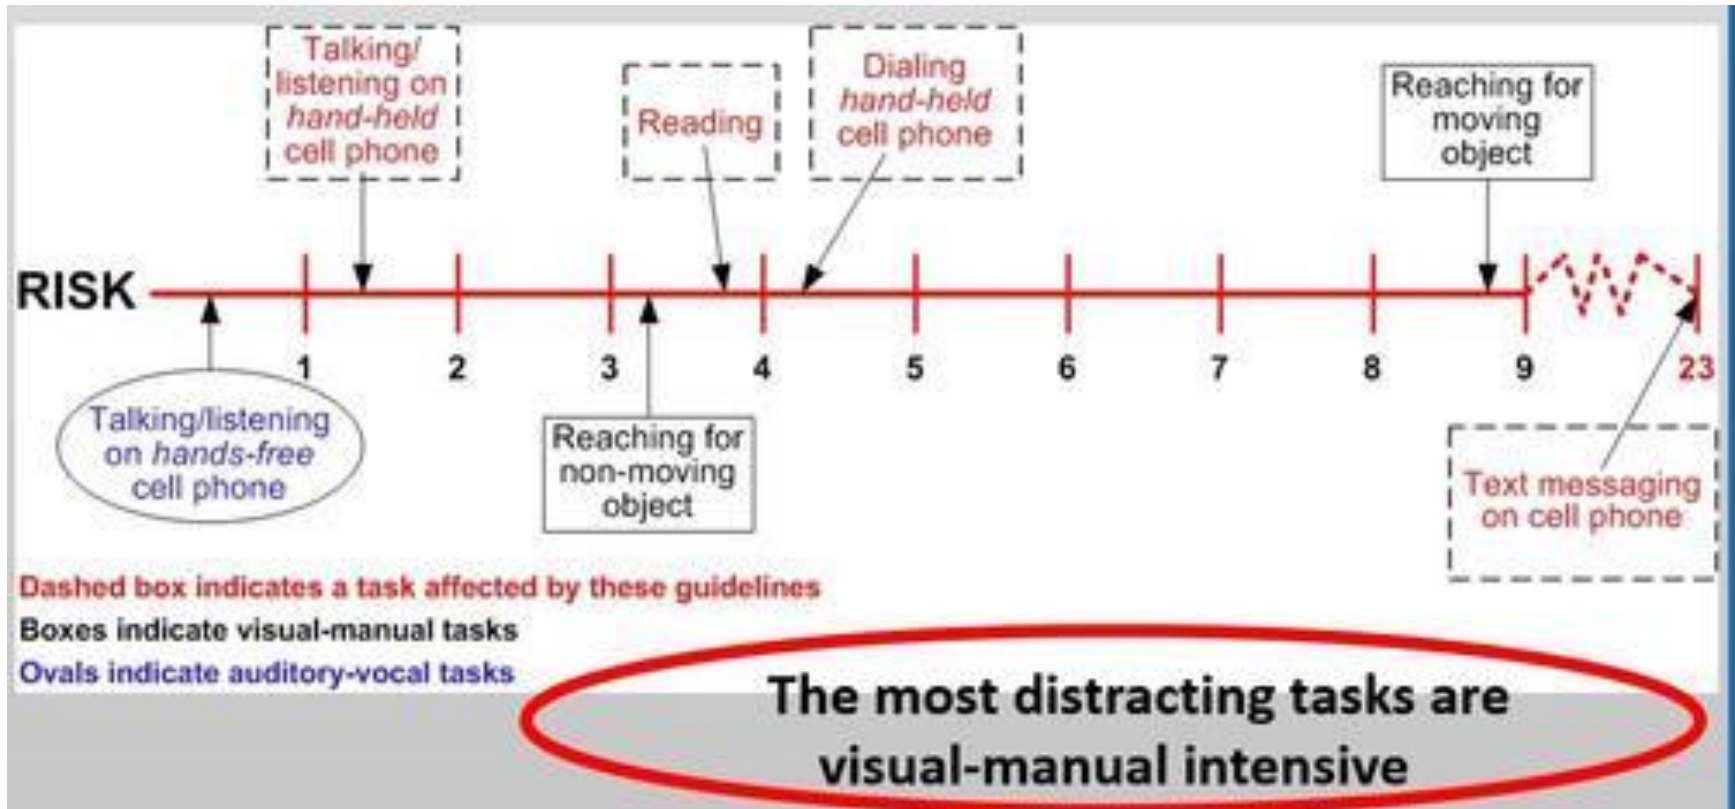 Talking/
listening on
hand-held
cell phone
Reading
Dialing
hand-held
cell phone
Reaching for
moving
object
RISK
1 2 3 4 5 6 7 8 9 23
Talking/listening
on hands-free
cell phone
Reaching for
non-moving
object
Text messaging
on cell phone
Dashed box indicates a task affected by these guidelines
Boxes indicate visual-manual tasks
Ovals indicate auditory-vocal tasks
The most distracting tasks are
visual-manual intensive